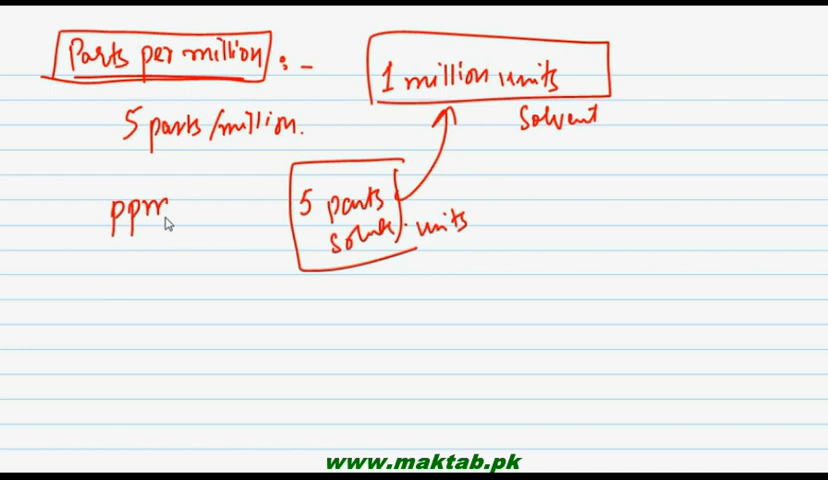 Parts per million :-
1 million units
solvent
5 parts/million.
5 parts
solute). units
ppm
www.maktab.pk